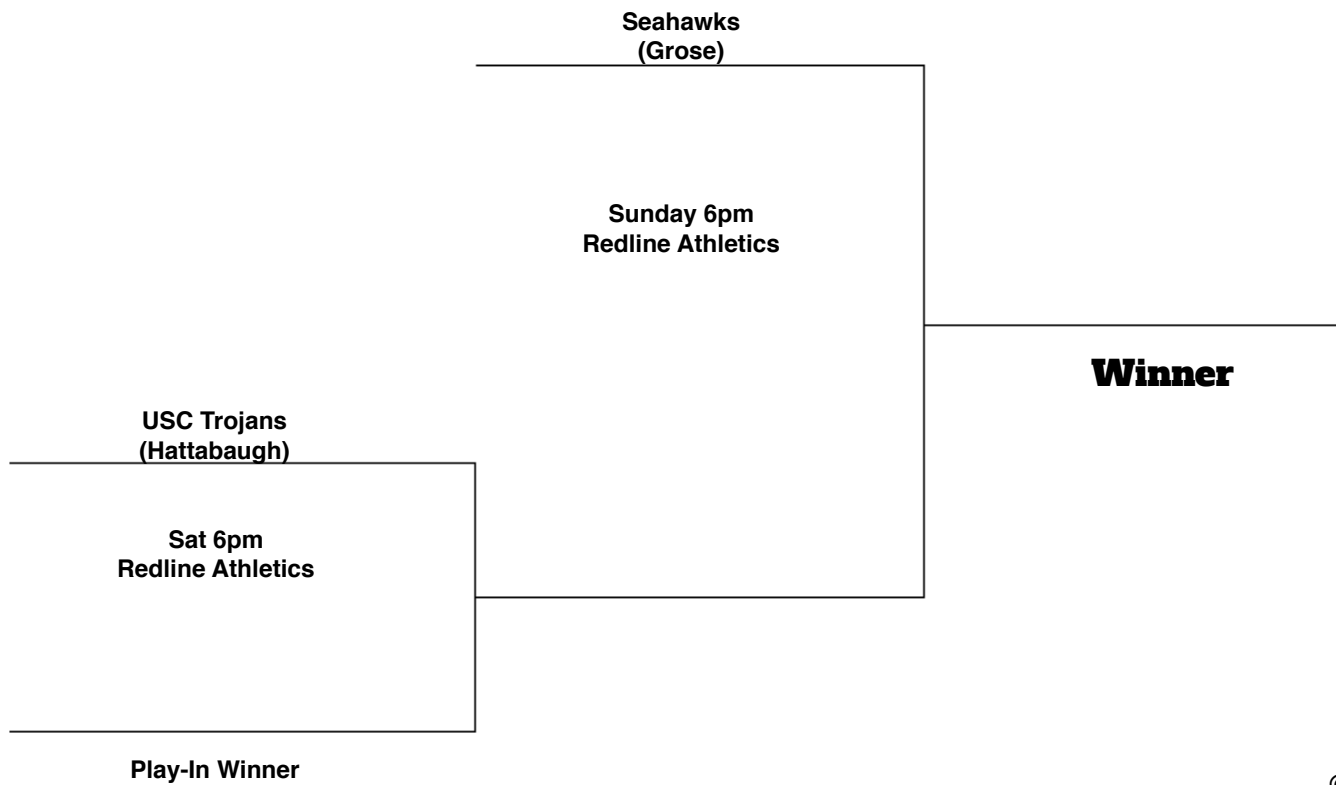 Seahawks
(Grose)
Sunday 6pm
Redline Athletics
Winner
USC Trojans
(Hattabaugh)
Sat 6pm
Redline Athletics
Play-In Winner